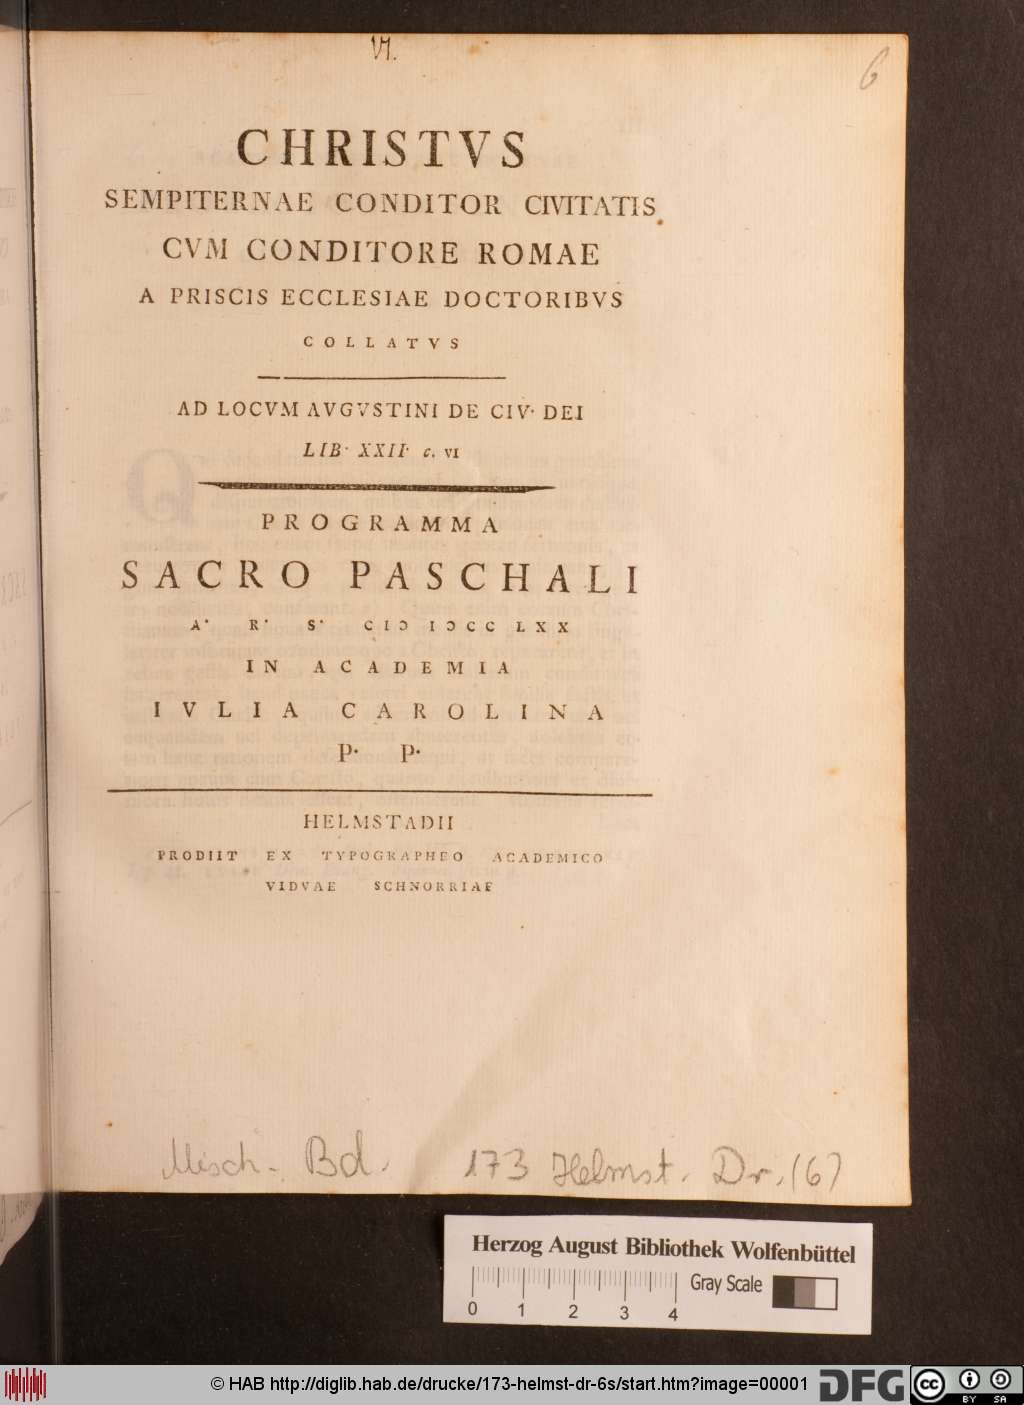 VI.
6
CHRISTVS
SEMPITERNAE CONDITOR CIVITATIS
CVM CONDITORE ROMAE
A PRISCIS ECCLESIAE DOCTORIBVS
COLLATVS
AD LOCVM AVGVSTINI DE CIV· DEI
LIB· XXII· c. VI
PROGRAMMA
SACRO PASCHALI
A· R· S· CIↃ IↃCC LXX
IN ACADEMIA
IVLIA CAROLINA
P· P·
HELMSTADII
PRODIIT EX TYPOGRAPHEO ACADEMICO
VIDVAE SCHNORRIAE
Misch. Bd. 173 Helmst. Dr. (6)
Herzog August Bibliothek Wolfenbüttel
Gray Scale
0 1 2 3 4
© HAB http://diglib.hab.de/drucke/173-helmst-dr-6s/start.htm?image=00001
DFG
cc BY SA